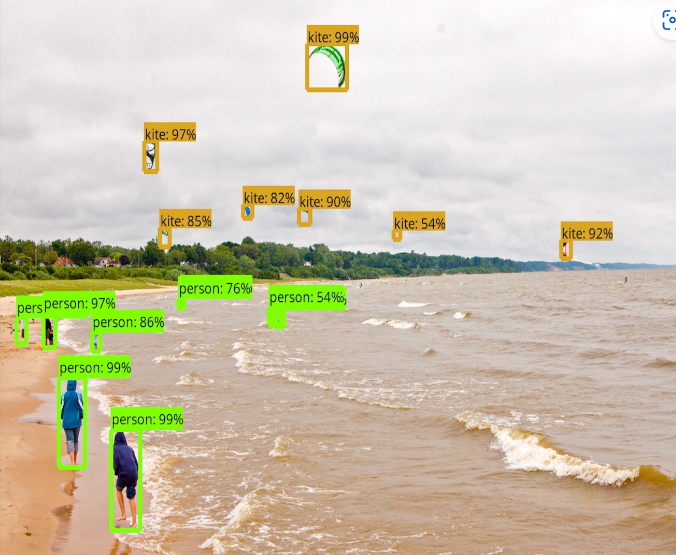 kite: 99%
kite: 97%
kite: 82%
kite: 90%
kite: 85%
kite: 54%
kite: 92%
person: 76%
person: 54%
pers
person: 97%
person: 86%
person: 99%
person: 99%